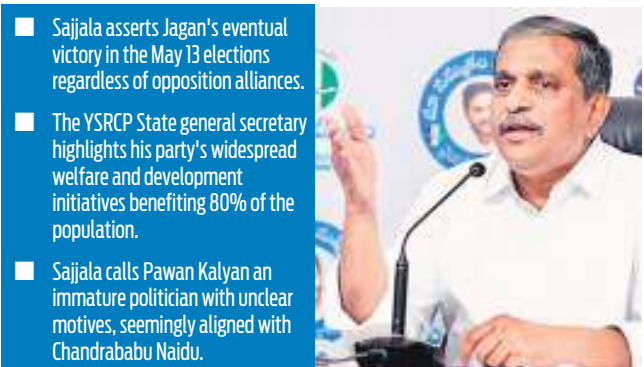 Sajjala asserts Jagan's eventual
victory in the May 13 elections
regardless of opposition alliances.
The YSRCP State general secretary
highlights his party's widespread
welfare and development
initiatives benefiting 80% of the
population.
Sajjala calls Pawan Kalyan an
immature politician with unclear
motives, seemingly aligned with
Chandrababu Naidu.